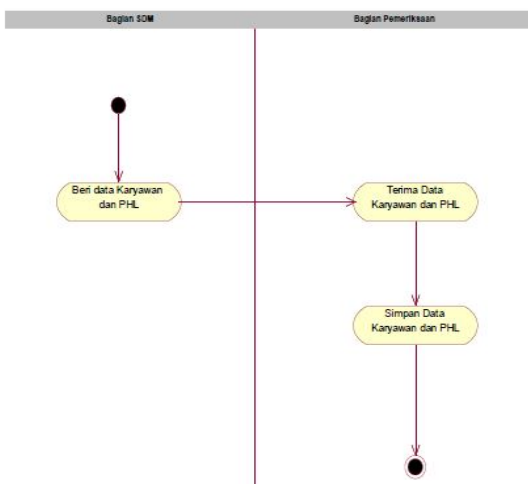 Bagian SDM
Bagian Pemeriksaan
Beri data Karyawan
dan PHL
Terima Data
Karyawan dan PHL
Simpan Data
Karyawan dan PHL